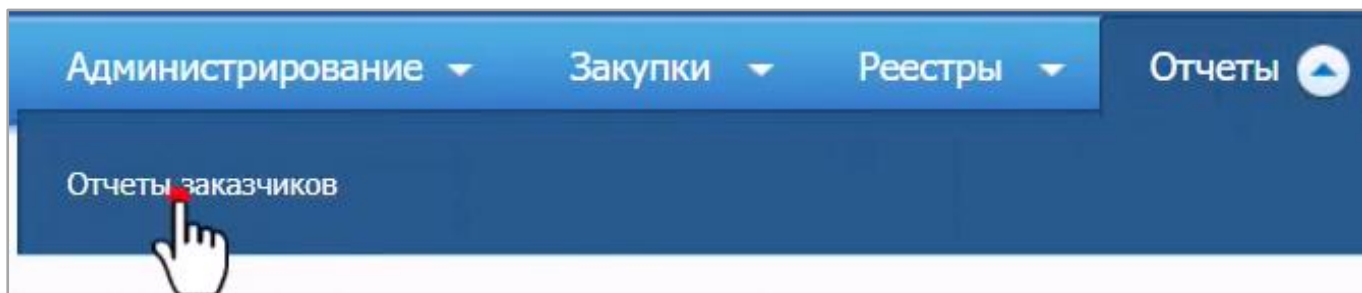 Администрирование Закупки Реестры Отчеты
Отчеты заказчиков